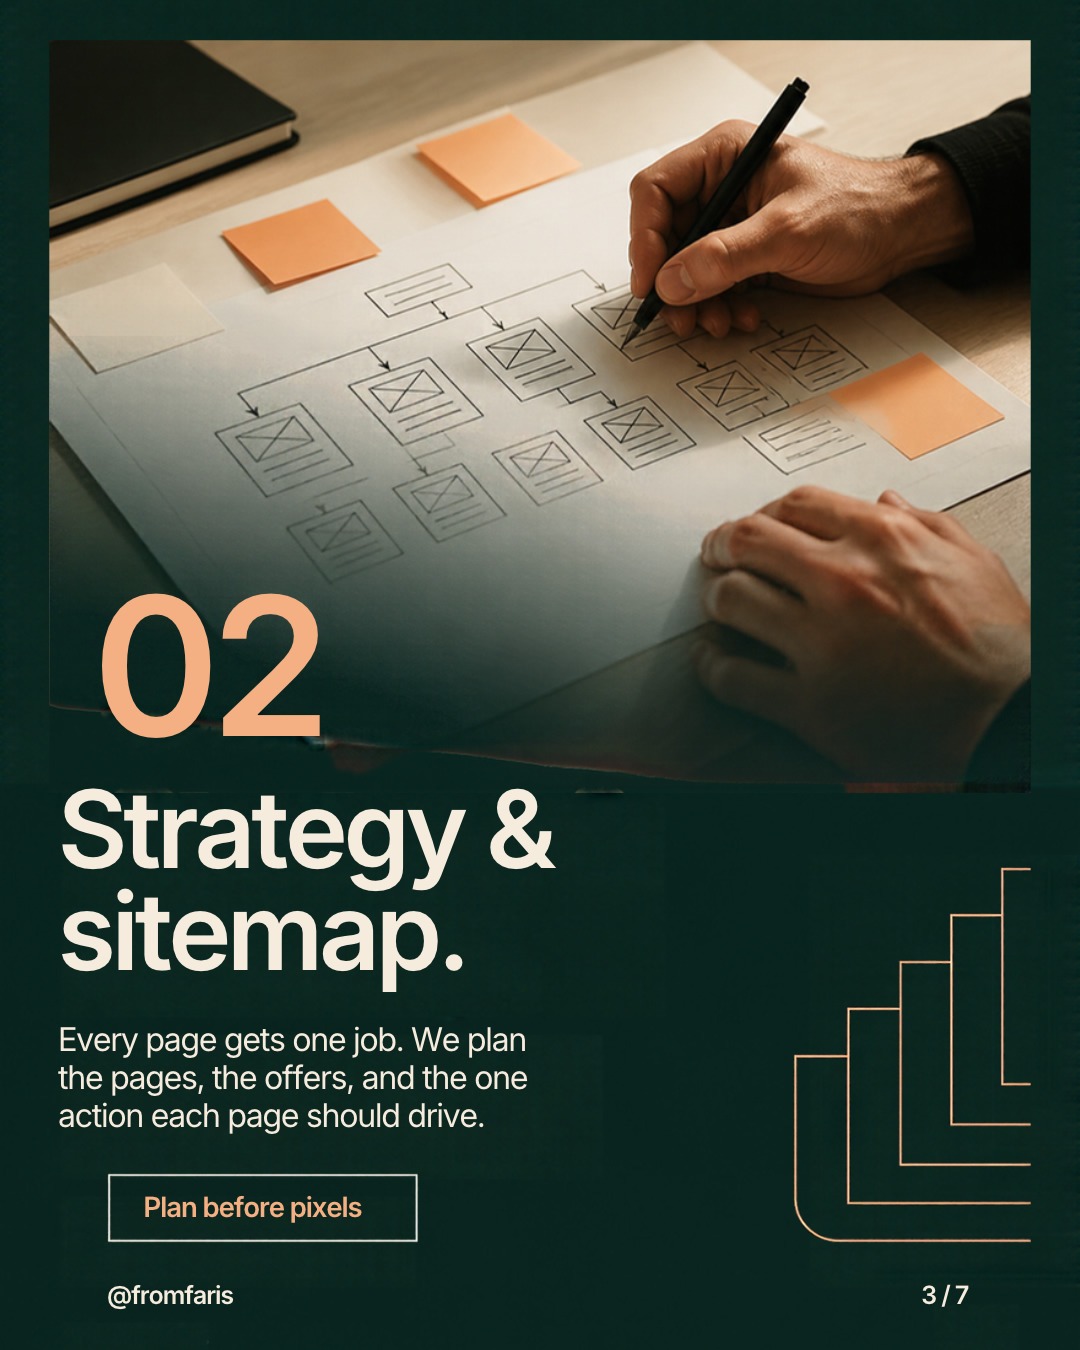 02
Strategy &
sitemap.
Every page gets one job. We plan
the pages, the offers, and the one
action each page should drive.
Plan before pixels
@fromfaris
3 / 7